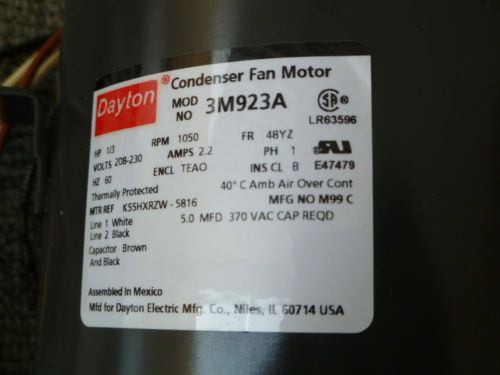 Dayton® Condenser Fan Motor
MOD NO 3M923A
SA ®
LR63596
HP 1/3 RPM 1050 FR 48YZ
VOLTS 208-230 AMPS 2.2 PH 1
HZ 60 ENCL TEAO INS CL B E47479
Thermally Protected 40° C Amb Air Over Cont
MTR REF K55HXRZW - 5816 MFG NO M99 C
Line 1 White 5.0 MFD 370 VAC CAP REQD
Line 2 Black
Capacitor Brown
And Black
Assembled In Mexico
Mfd for Dayton Electric Mfg. Co., Niles, IL 60714 USA